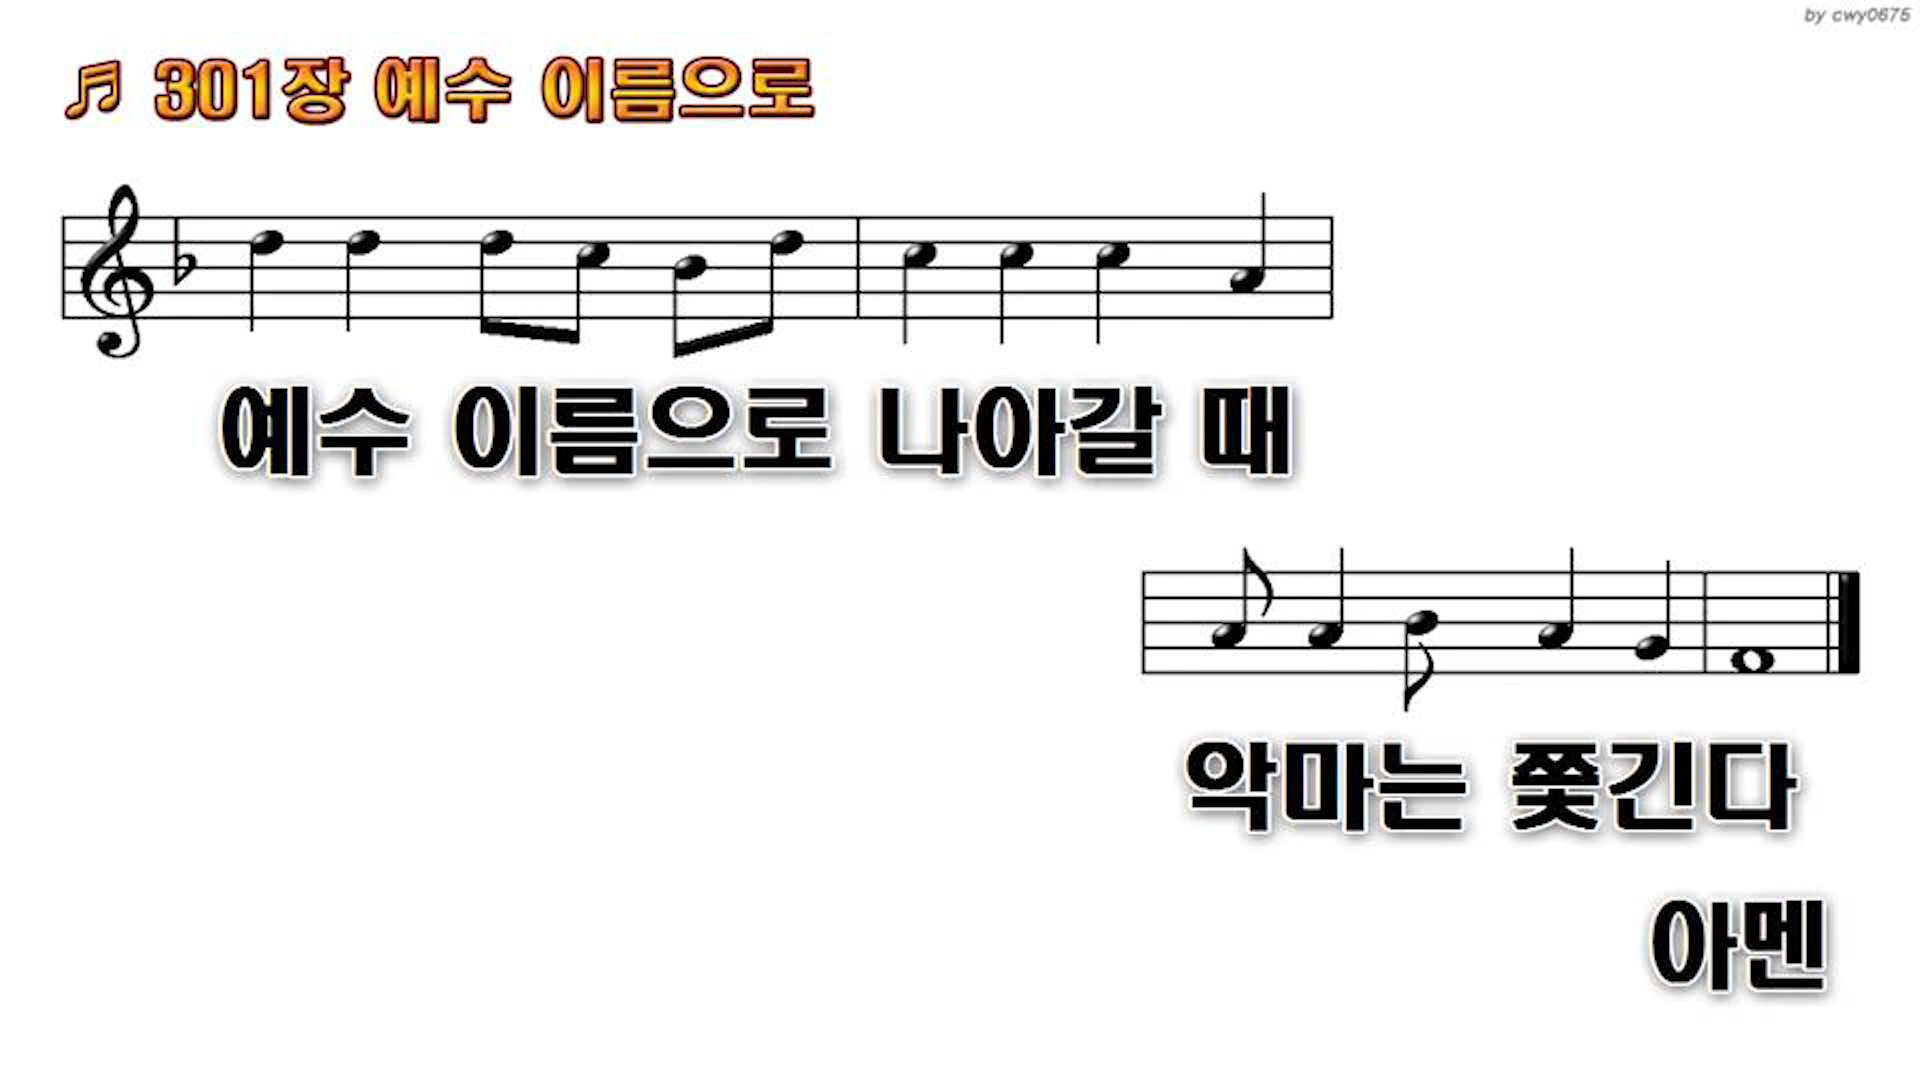 by cwy0675
♬ 301장 예수 이름으로
예수 이름으로 나아갈 때
악마는 쫓긴다
아멘